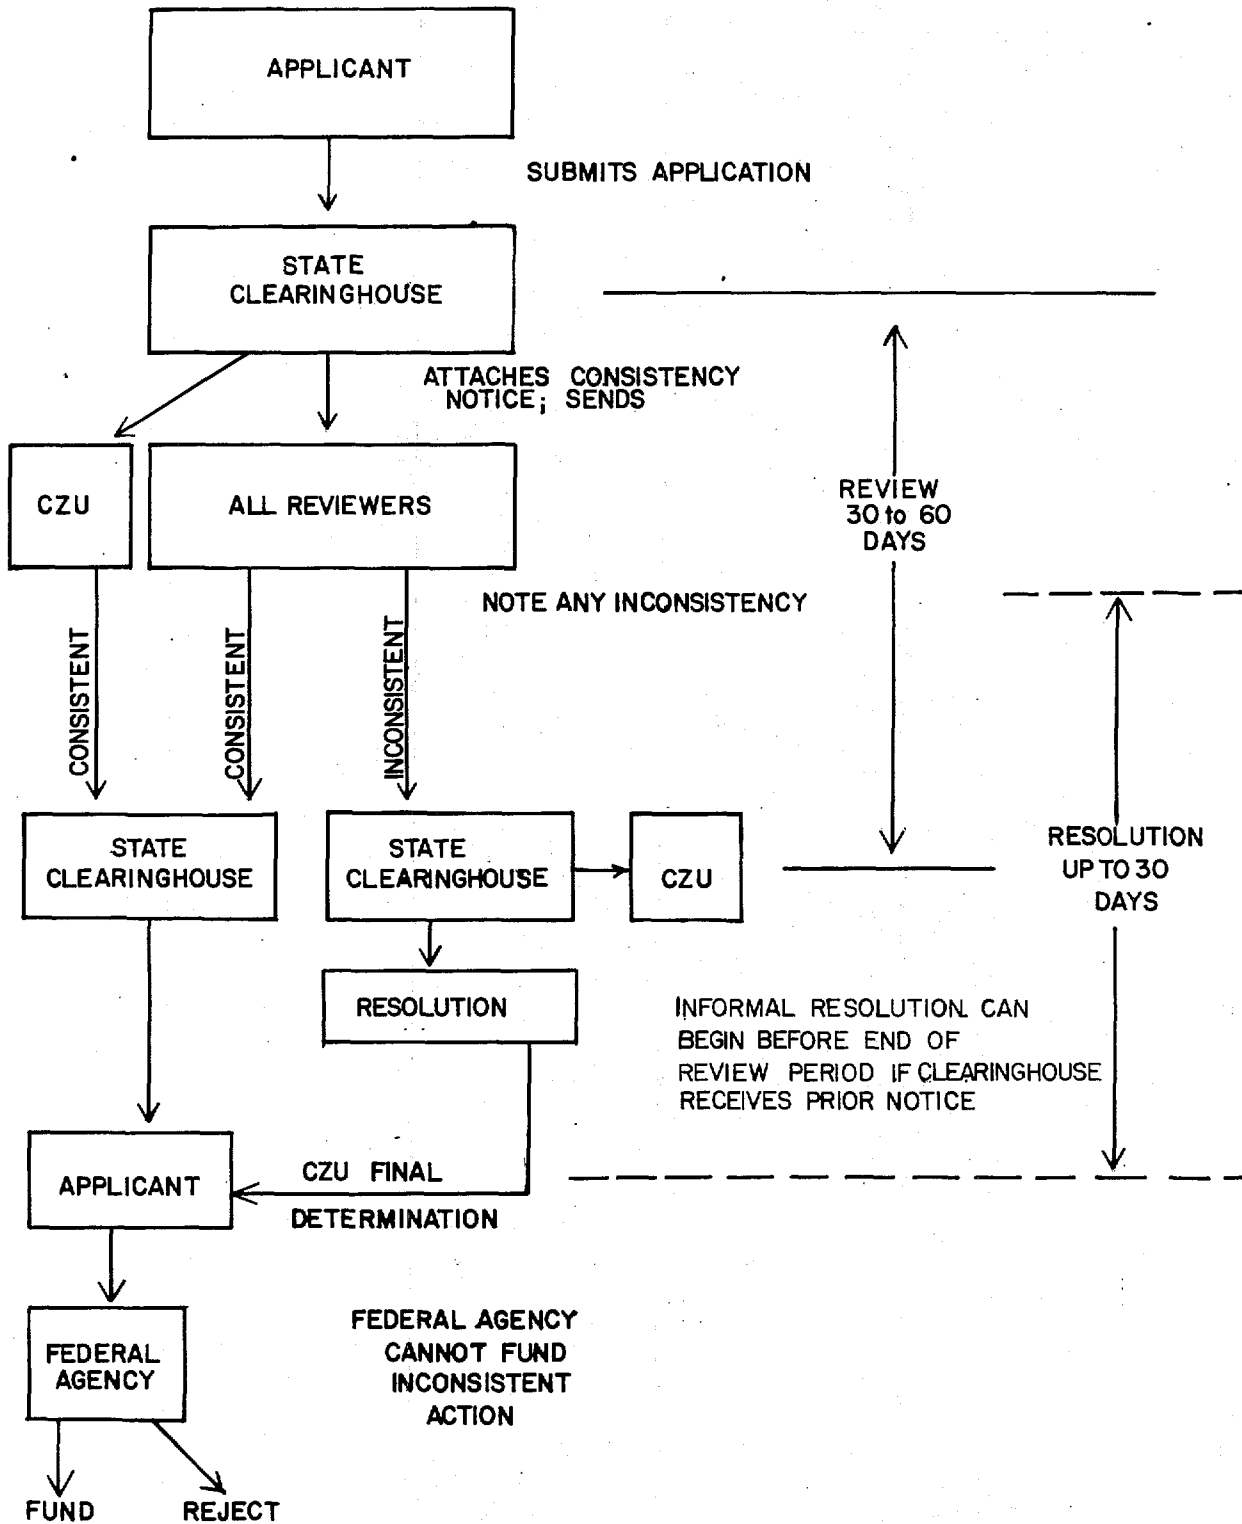 APPLICANT
SUBMITS APPLICATION
STATE
CLEARINGHOUSE
ATTACHES CONSISTENCY
NOTICE; SENDS
CZU
ALL REVIEWERS
REVIEW
30 to 60
DAYS
NOTE ANY INCONSISTENCY
CONSISTENT
CONSISTENT
INCONSISTENT
STATE
CLEARINGHOUSE
STATE
CLEARINGHOUSE
CZU
RESOLUTION
UP TO 30
DAYS
RESOLUTION
INFORMAL RESOLUTION CAN
BEGIN BEFORE END OF
REVIEW PERIOD IF CLEARINGHOUSE
RECEIVES PRIOR NOTICE
APPLICANT
CZU FINAL
DETERMINATION
FEDERAL AGENCY
CANNOT FUND
INCONSISTENT
ACTION
FEDERAL
AGENCY
FUND
REJECT